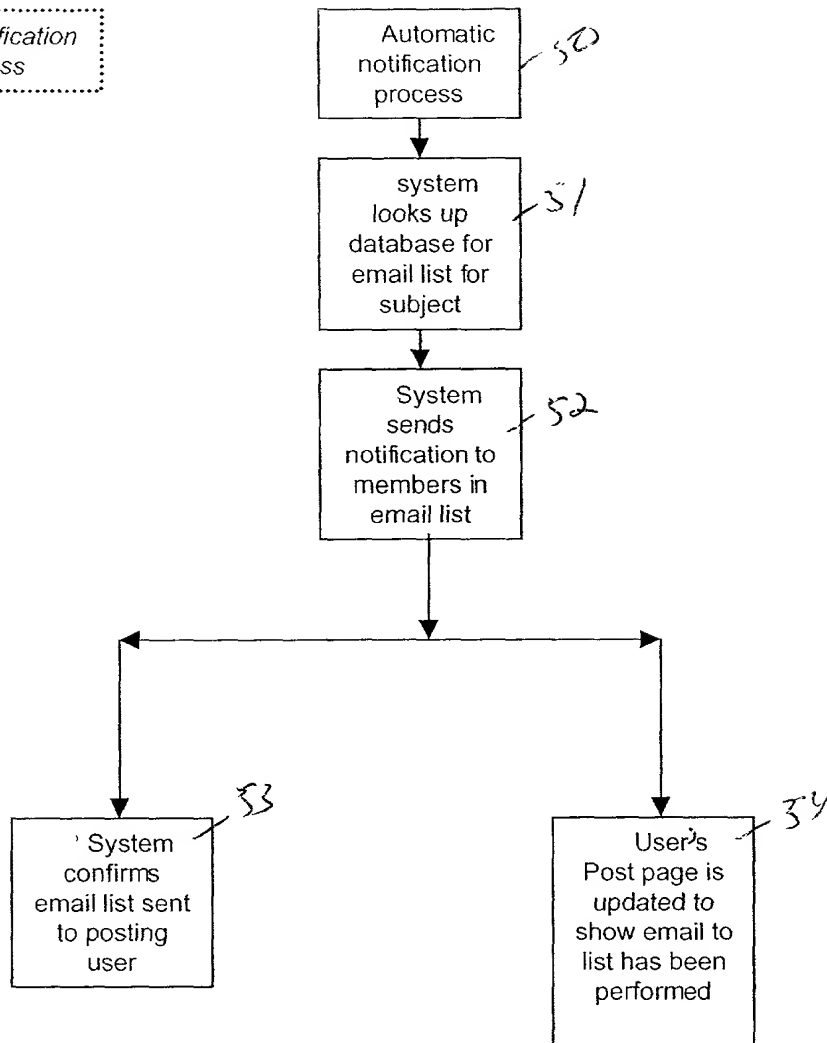 ification
ss
Automatic
notification
process
50
system
looks up
database for
email list for
subject
51
System
sends
notification to
members in
email list
52
System
confirms
email list sent
to posting
user
53
User's
Post page is
updated to
show email to
list has been
performed
54